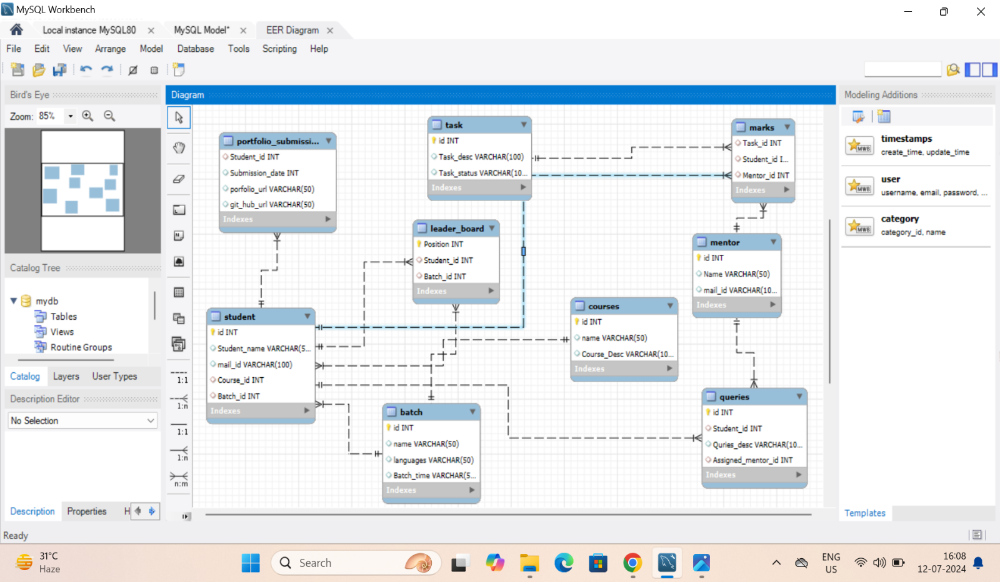 MySQL Workbench
Local instance MySQL80
MySQL Model*
EER Diagram
File Edit View Arrange Model Database Tools Scripting Help
Bird's Eye
Zoom: 85%
Catalog Tree
mydb
Tables
Views
Routine Groups
Catalog Layers User Types
Description Editor
No Selection
Description Properties H
Ready
Diagram
1:1
1:n
1:1
1:n
n:m
portfolio_submissi...
Student_id INT
Submission_date INT
porfolio_url VARCHAR(50)
git_hub_url VARCHAR(50)
Indexes
task
id INT
Task_desc VARCHAR(100)
Task_status VARCHAR(10...
Indexes
marks
Task_id INT
Student_id I...
Mentor_id INT
Indexes
leader_board
Position INT
Student_id INT
Batch_id INT
Indexes
mentor
id INT
Name VARCHAR(50)
mail_id VARCHAR(10...
Indexes
student
id INT
Student_name VARCHAR(5...
mail_id VARCHAR(100)
Course_id INT
Batch_id INT
Indexes
courses
id INT
name VARCHAR(50)
Course_Desc VARCHAR(10...
Indexes
batch
id INT
name VARCHAR(50)
languages VARCHAR(50)
Batch_time VARCHAR(5...
Indexes
queries
id INT
Student_id INT
Quries_desc VARCHAR(10...
Assigned_mentor_id INT
Indexes
Modeling Additions
MWB
timestamps
create_time, update_time
MWB
user
username, email, password, ...
MWB
category
category_id, name
Templates
31°C
Haze
Search
ENG
US
16:08
12-07-2024